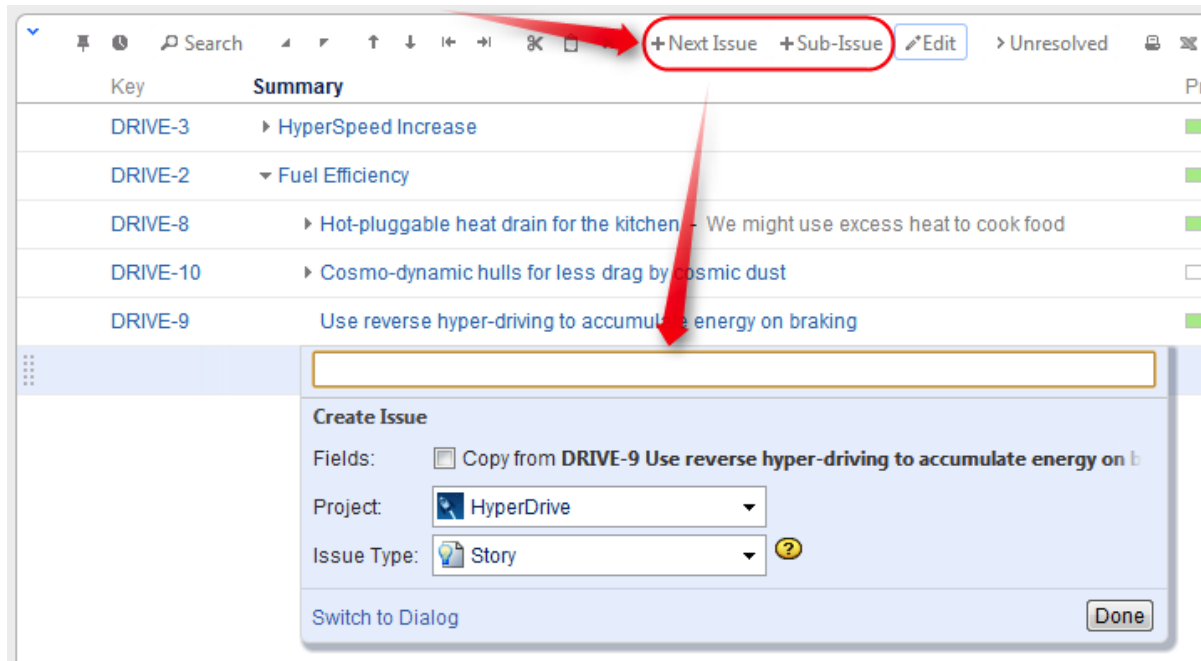 Search +Next Issue +Sub-Issue Edit > Unresolved
Key Summary
DRIVE-3 HyperSpeed Increase
DRIVE-2 Fuel Efficiency
DRIVE-8 Hot-pluggable heat drain for the kitchen - We might use excess heat to cook food
DRIVE-10 Cosmo-dynamic hulls for less drag by cosmic dust
DRIVE-9 Use reverse hyper-driving to accumulate energy on braking
Create Issue
Fields: Copy from DRIVE-9 Use reverse hyper-driving to accumulate energy on
Project: HyperDrive
Issue Type: Story ?
Switch to Dialog Done